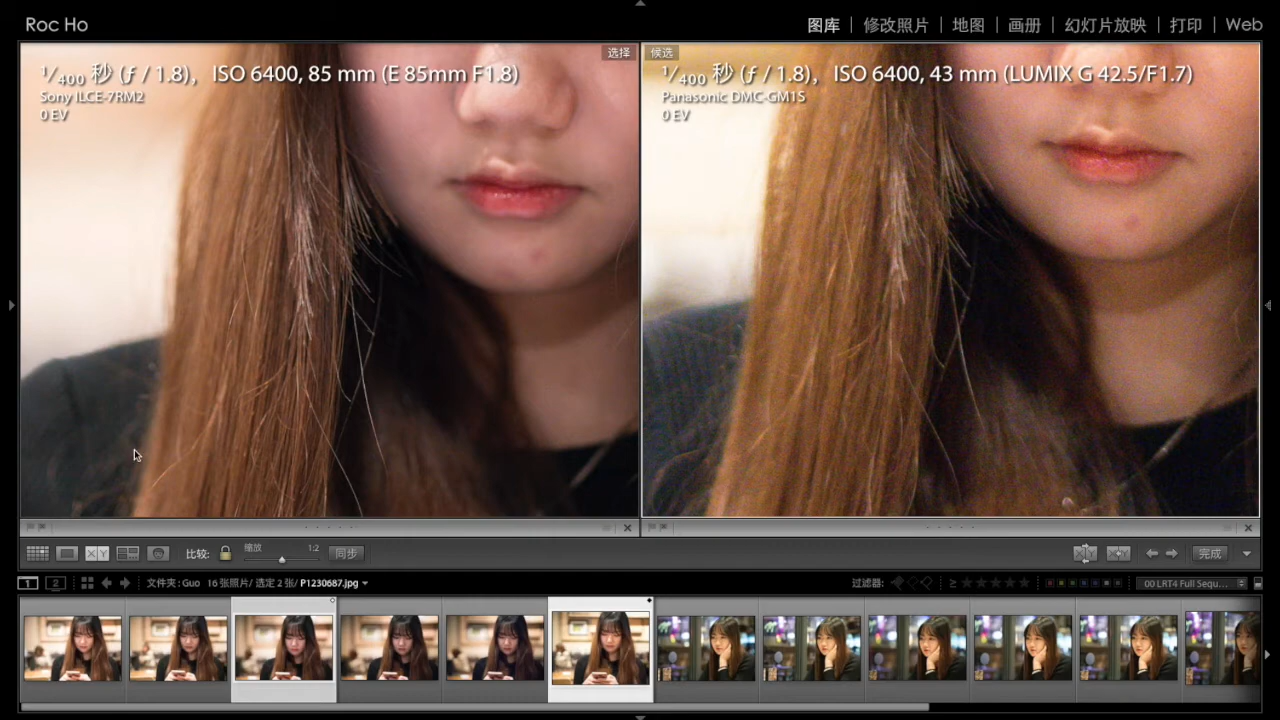 Roc Ho
图库 | 修改照片 | 地图 | 画册 | 幻灯片放映 | 打印 | Web
选择
候选
1/400 秒 (ƒ / 1.8), ISO 6400, 85 mm (E 85mm F1.8)
Sony ILCE-7RM2
0 EV
1/400 秒 (ƒ / 1.8), ISO 6400, 43 mm (LUMIX G 42.5/F1.7)
Panasonic DMC-GM1S
0 EV
X Y
比较:
缩放
1:2
同步
完成
1
2
文件夹 : Guo 16 张照片/ 选定 2 张/ P1230687.jpg
过滤器:
00 LRT4 Full Sequ...